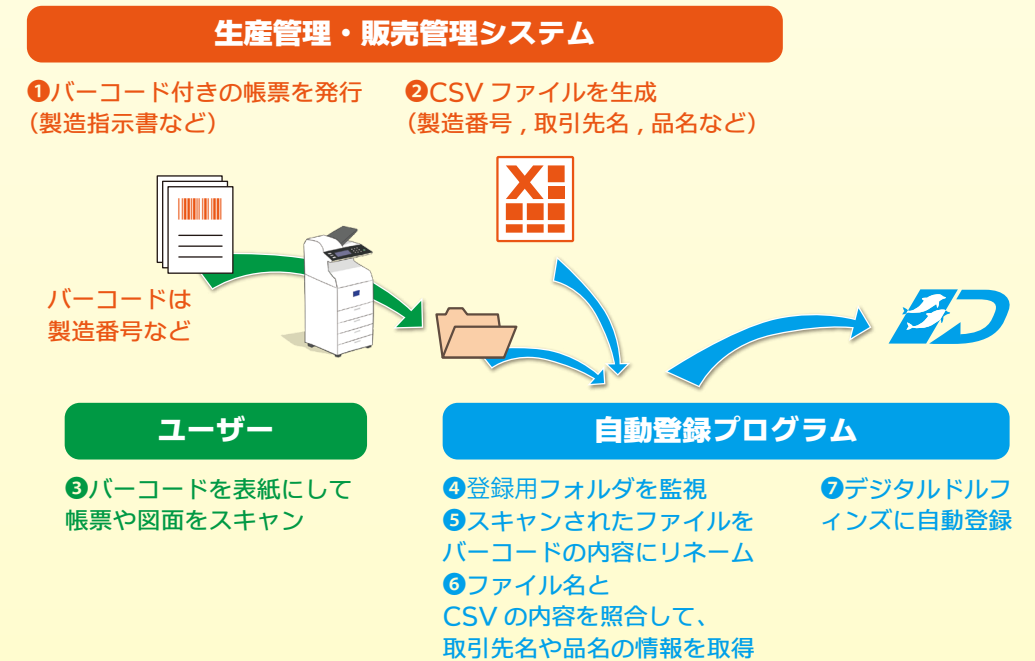 生産管理・販売管理システム
❶バーコード付きの帳票を発行
（製造指示書など）
❷CSV ファイルを生成
（製造番号 , 取引先名 , 品名など）
バーコードは
製造番号など
ユーザー
❸バーコードを表紙にして
帳票や図面をスキャン
自動登録プログラム
❹登録用フォルダを監視
❺スキャンされたファイルを
バーコードの内容にリネーム
❻ファイル名と
CSV の内容を照合して、
取引先名や品名の情報を取得
❼デジタルドルフ
ィンズに自動登録